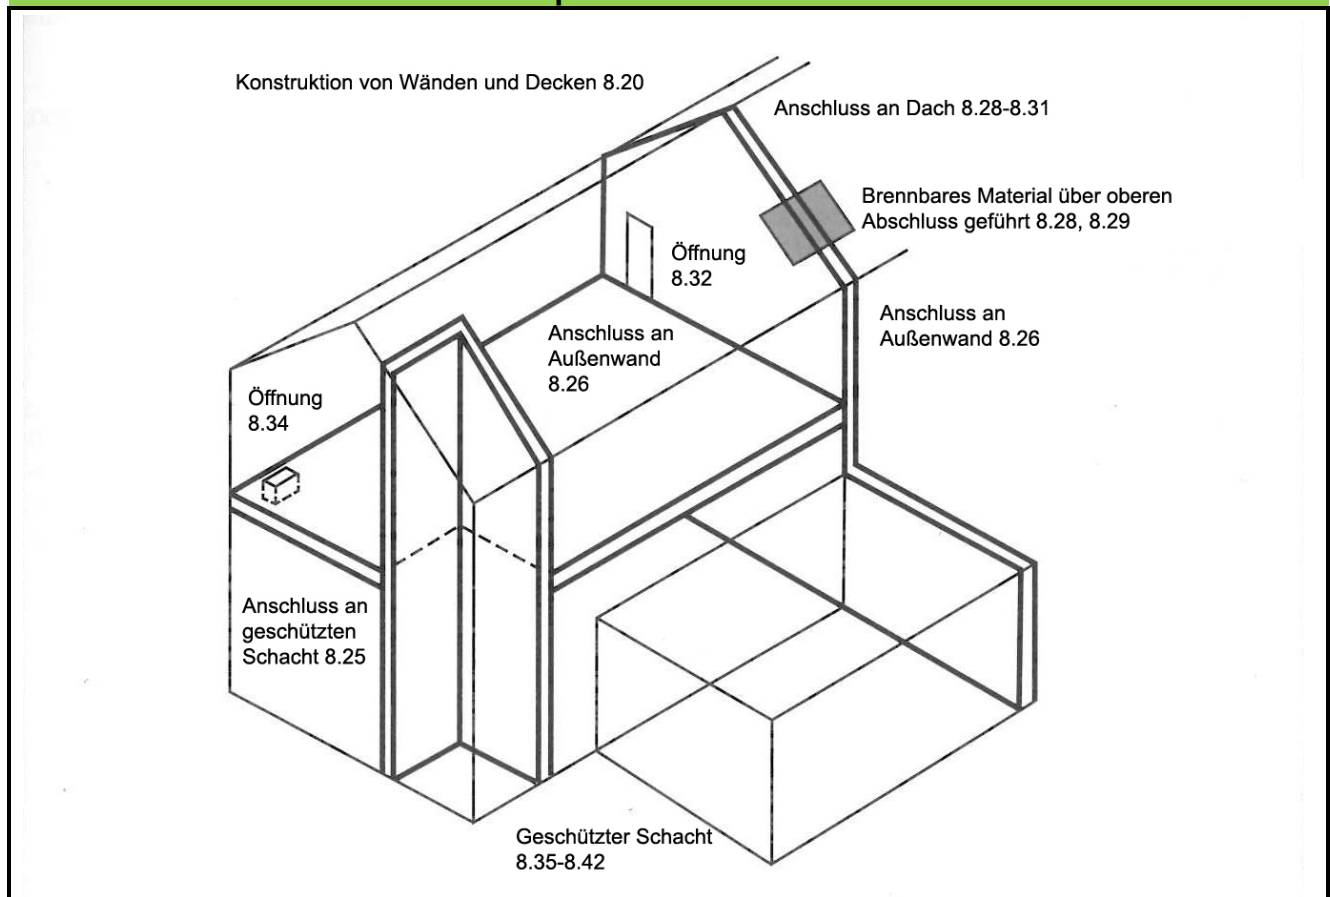 Konstruktion von Wänden und Decken 8.20
Anschluss an Dach 8.28-8.31
Brennbares Material über oberen
Abschluss geführt 8.28, 8.29
Öffnung
8.32
Anschluss an
Außenwand 8.26
Anschluss an
Außenwand
8.26
Öffnung
8.34
Anschluss an
geschützten
Schacht 8.25
Geschützter Schacht
8.35-8.42